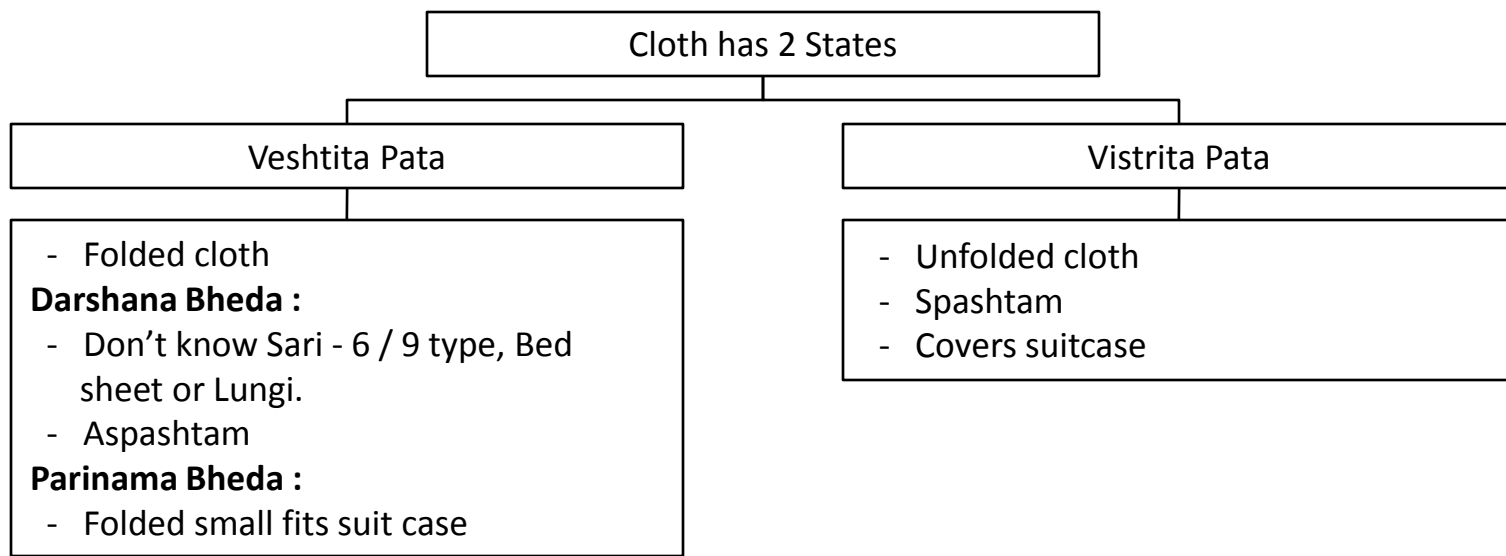 Cloth has 2 States
Veshtita Pata
- Folded cloth
Darshana Bheda :
- Don’t know Sari - 6 / 9 type, Bed
sheet or Lungi.
- Aspashtam
Parinama Bheda :
- Folded small fits suit case
Vistrita Pata
- Unfolded cloth
- Spashtam
- Covers suitcase